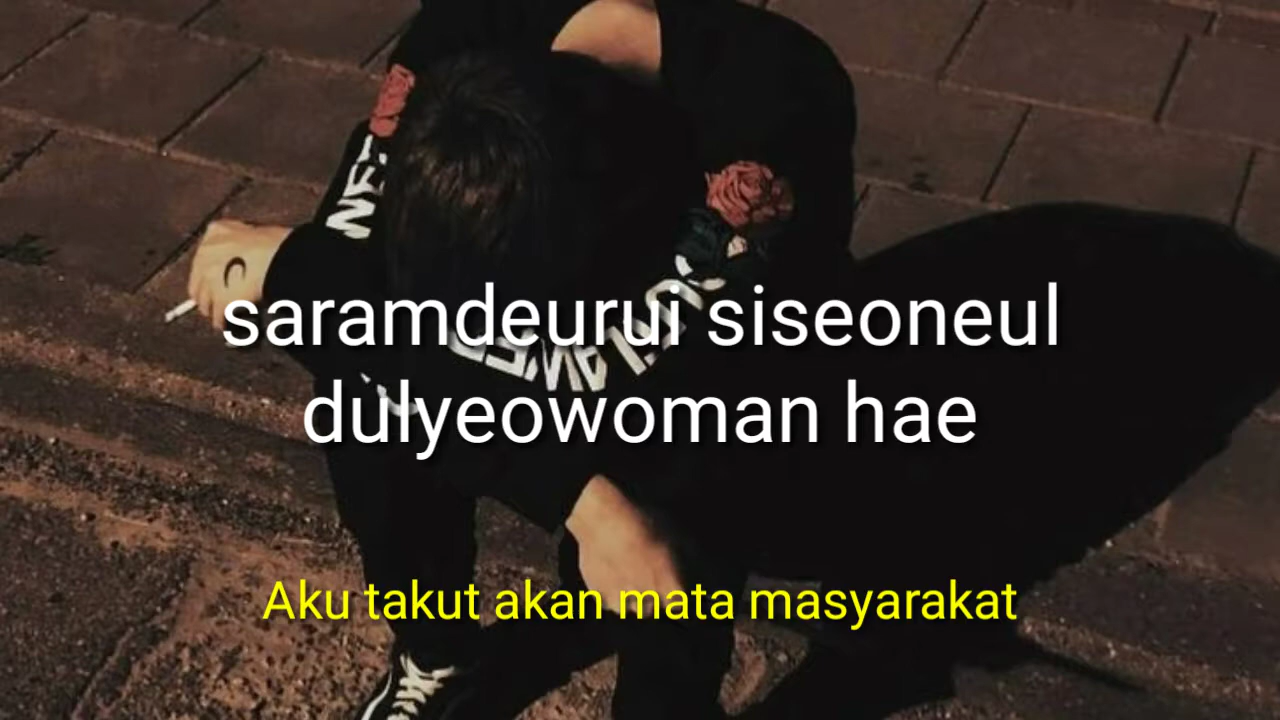 saramdeurui siseoneul
dulyeowoman hae
Aku takut akan mata masyarakat